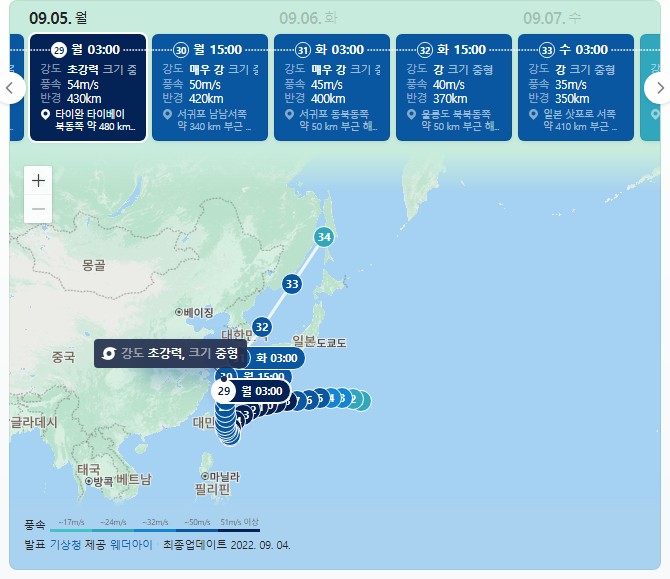 09.05. 월
09.06. 화
09.07. 수
29 월 03:00
강도 초강력 크기 중
풍속 54m/s
반경 430km
타이완 타이베이
북동쪽 약 480 km..
30 월 15:00
강도 매우 강 크기 중
풍속 50m/s
반경 420km
서귀포 남남서쪽
약 340 km 부근 ..
31 화 03:00
강도 매우 강 크기 중
풍속 45m/s
반경 400km
서귀포 동북동쪽
약 50 km 부근 해..
32 화 15:00
강도 강 크기 중형
풍속 40m/s
반경 370km
울릉도 북북동쪽
약 50 km 부근 해..
33 수 03:00
강도 강 크기 중형
풍속 35m/s
반경 350km
일본 삿포로 서쪽
약 410 km 부근 ..
34
몽골
33
베이징
32
대한민
일본 도쿄도
강도 초강력, 크기 중형
화 03:00
중국
30 월 15:00
29 월 03:00
6 5 4 3 2
글라데시
대만
3
태국
방콕 베트남
마닐라
필리핀
풍속 ~17m/s ~24m/s ~32m/s ~50m/s 51m/s 이상
발표 기상청 제공 웨더아이 최종업데이트 2022. 09. 04.